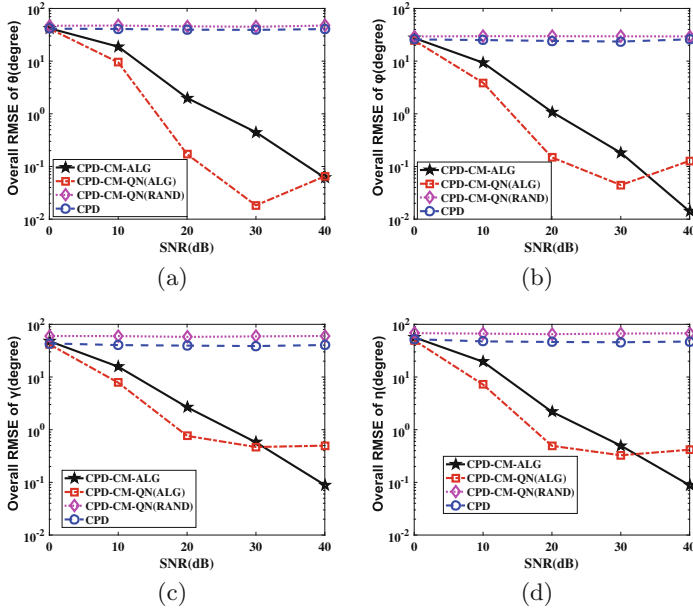 Overall RMSE of θ(degree)
10^2
10^1
10^0
10^-1
10^-2
CPD-CM-ALG
CPD-CM-QN(ALG)
CPD-CM-QN(RAND)
CPD
0 10 20 30 40
SNR(dB)
(a)
Overall RMSE of φ(degree)
10^2
10^1
10^0
10^-1
10^-2
CPD-CM-ALG
CPD-CM-QN(ALG)
CPD-CM-QN(RAND)
CPD
0 10 20 30 40
SNR(dB)
(b)
Overall RMSE of γ(degree)
10^2
10^1
10^0
10^-1
10^-2
CPD-CM-ALG
CPD-CM-QN(ALG)
CPD-CM-QN(RAND)
CPD
0 10 20 30 40
SNR(dB)
(c)
Overall RMSE of η(degree)
10^2
10^1
10^0
10^-1
10^-2
CPD-CM-ALG
CPD-CM-QN(ALG)
CPD-CM-QN(RAND)
CPD
0 10 20 30 40
SNR(dB)
(d)